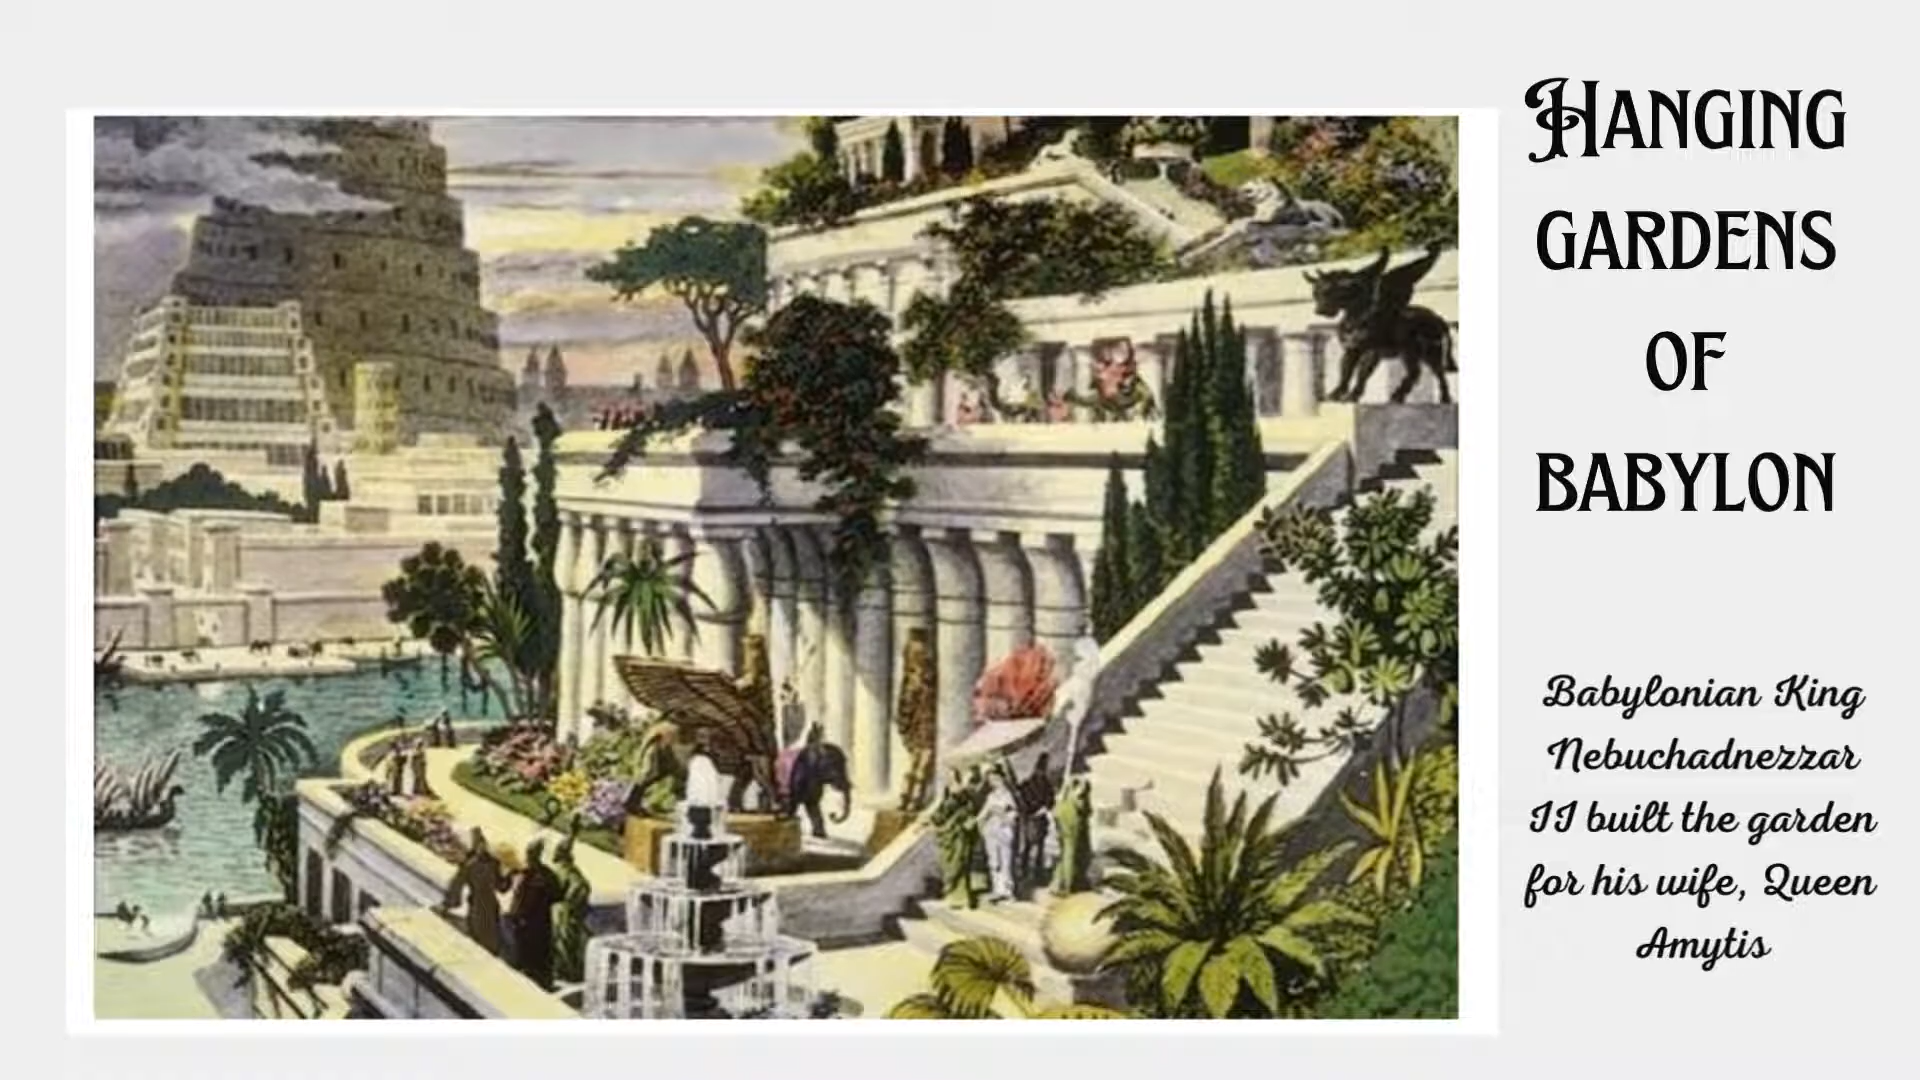 Hanging
gardens
of
babylon
Babylonian King
Nebuchadnezzar
II built the garden
for his wife, Queen
Amytis